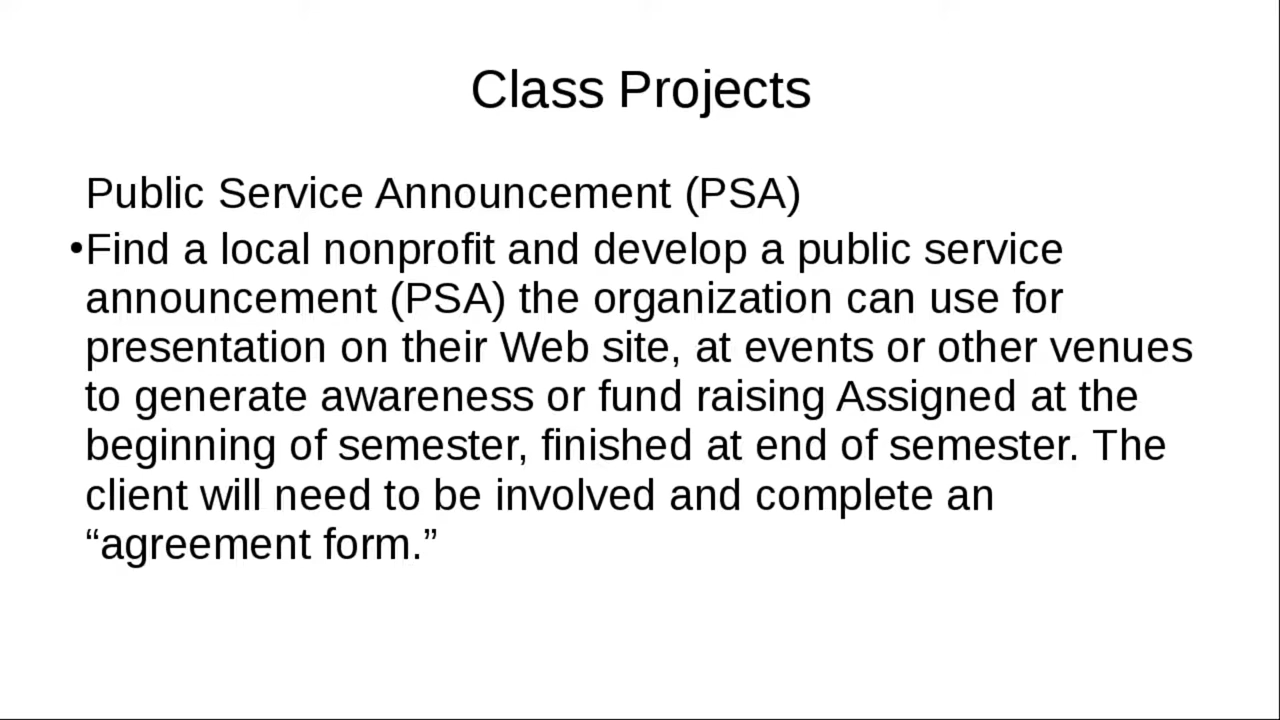 Class Projects
Public Service Announcement (PSA)
•Find a local nonprofit and develop a public service
announcement (PSA) the organization can use for
presentation on their Web site, at events or other venues
to generate awareness or fund raising Assigned at the
beginning of semester, finished at end of semester. The
client will need to be involved and complete an
“agreement form.”